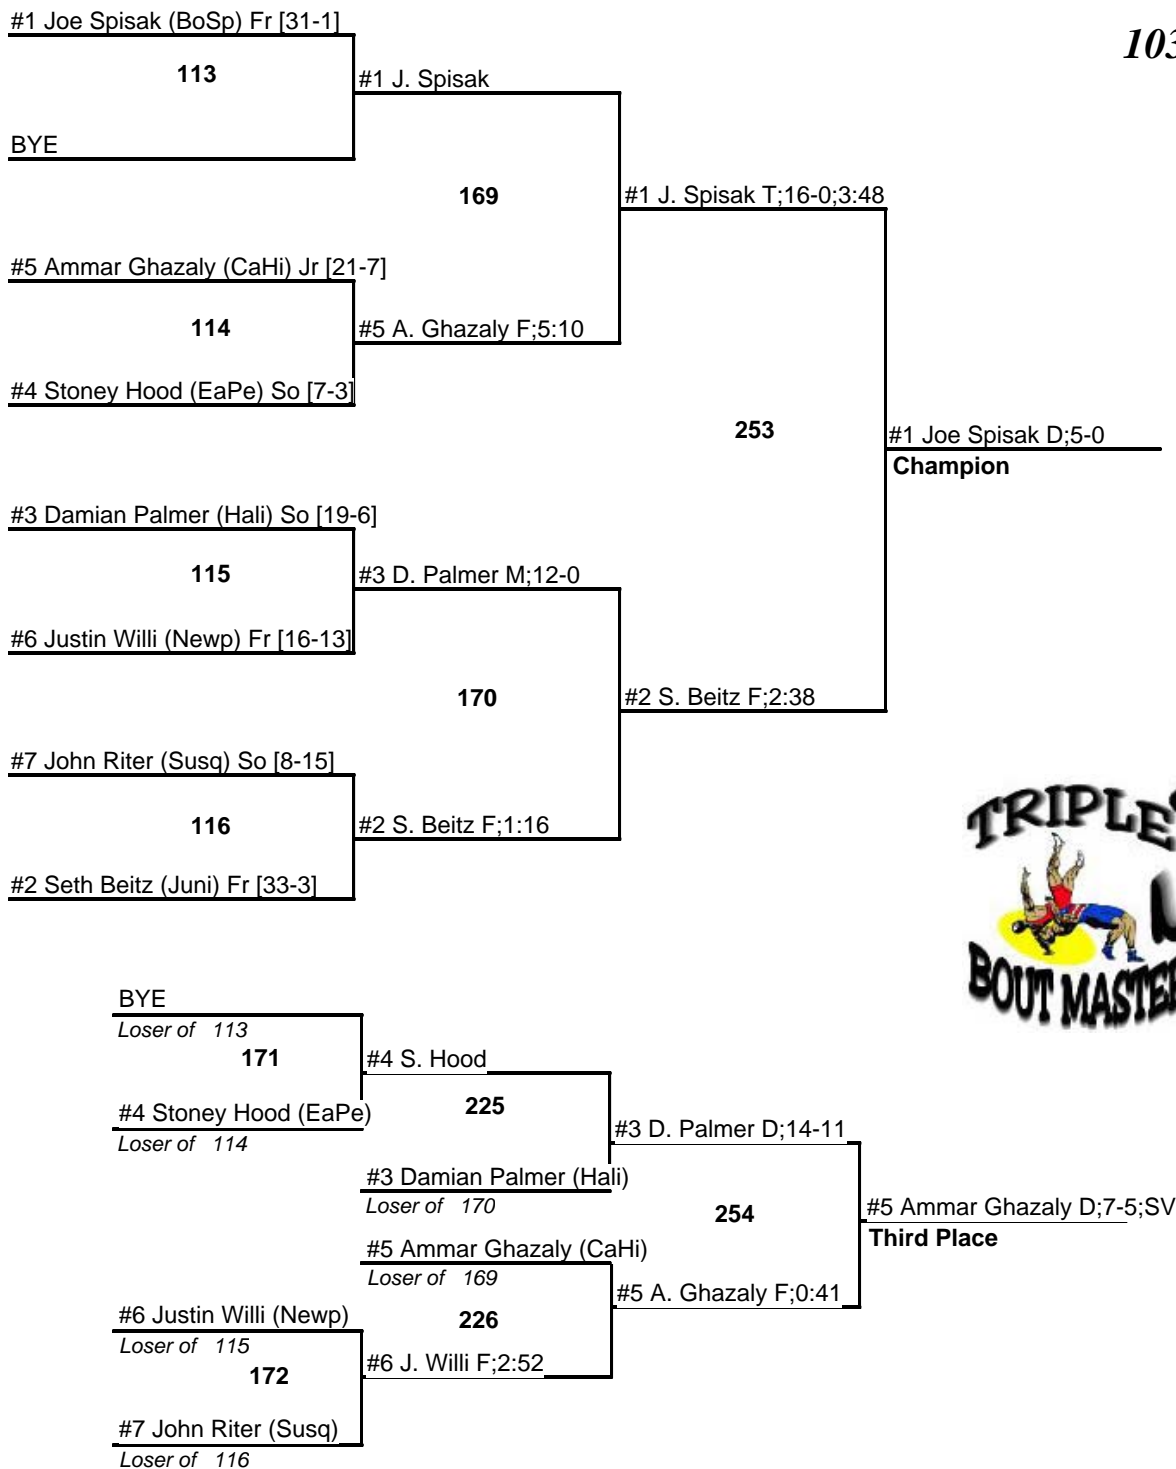 #1 Joe Spisak (BoSp) Fr [31-1]
103
113
#1 J. Spisak
BYE
169
#1 J. Spisak T;16-0;3:48
#5 Ammar Ghazaly (CaHi) Jr [21-7]
114
#5 A. Ghazaly F;5:10
#4 Stoney Hood (EaPe) So [7-3]
253
#1 Joe Spisak D;5-0
Champion
#3 Damian Palmer (Hali) So [19-6]
115
#3 D. Palmer M;12-0
#6 Justin Willi (Newp) Fr [16-13]
170
#2 S. Beitz F;2:38
#7 John Riter (Susq) So [8-15]
116
#2 S. Beitz F;1:16
#2 Seth Beitz (Juni) Fr [33-3]
TRIPLE
BOUT MASTER
BYE
Loser of 113
171
#4 S. Hood
#4 Stoney Hood (EaPe)
Loser of 114
225
#3 D. Palmer D;14-11
#3 Damian Palmer (Hali)
Loser of 170
254
#5 Ammar Ghazaly D;7-5;SV
Third Place
#5 Ammar Ghazaly (CaHi)
Loser of 169
#5 A. Ghazaly F;0:41
#6 Justin Willi (Newp)
Loser of 115
226
172
#6 J. Willi F;2:52
#7 John Riter (Susq)
Loser of 116